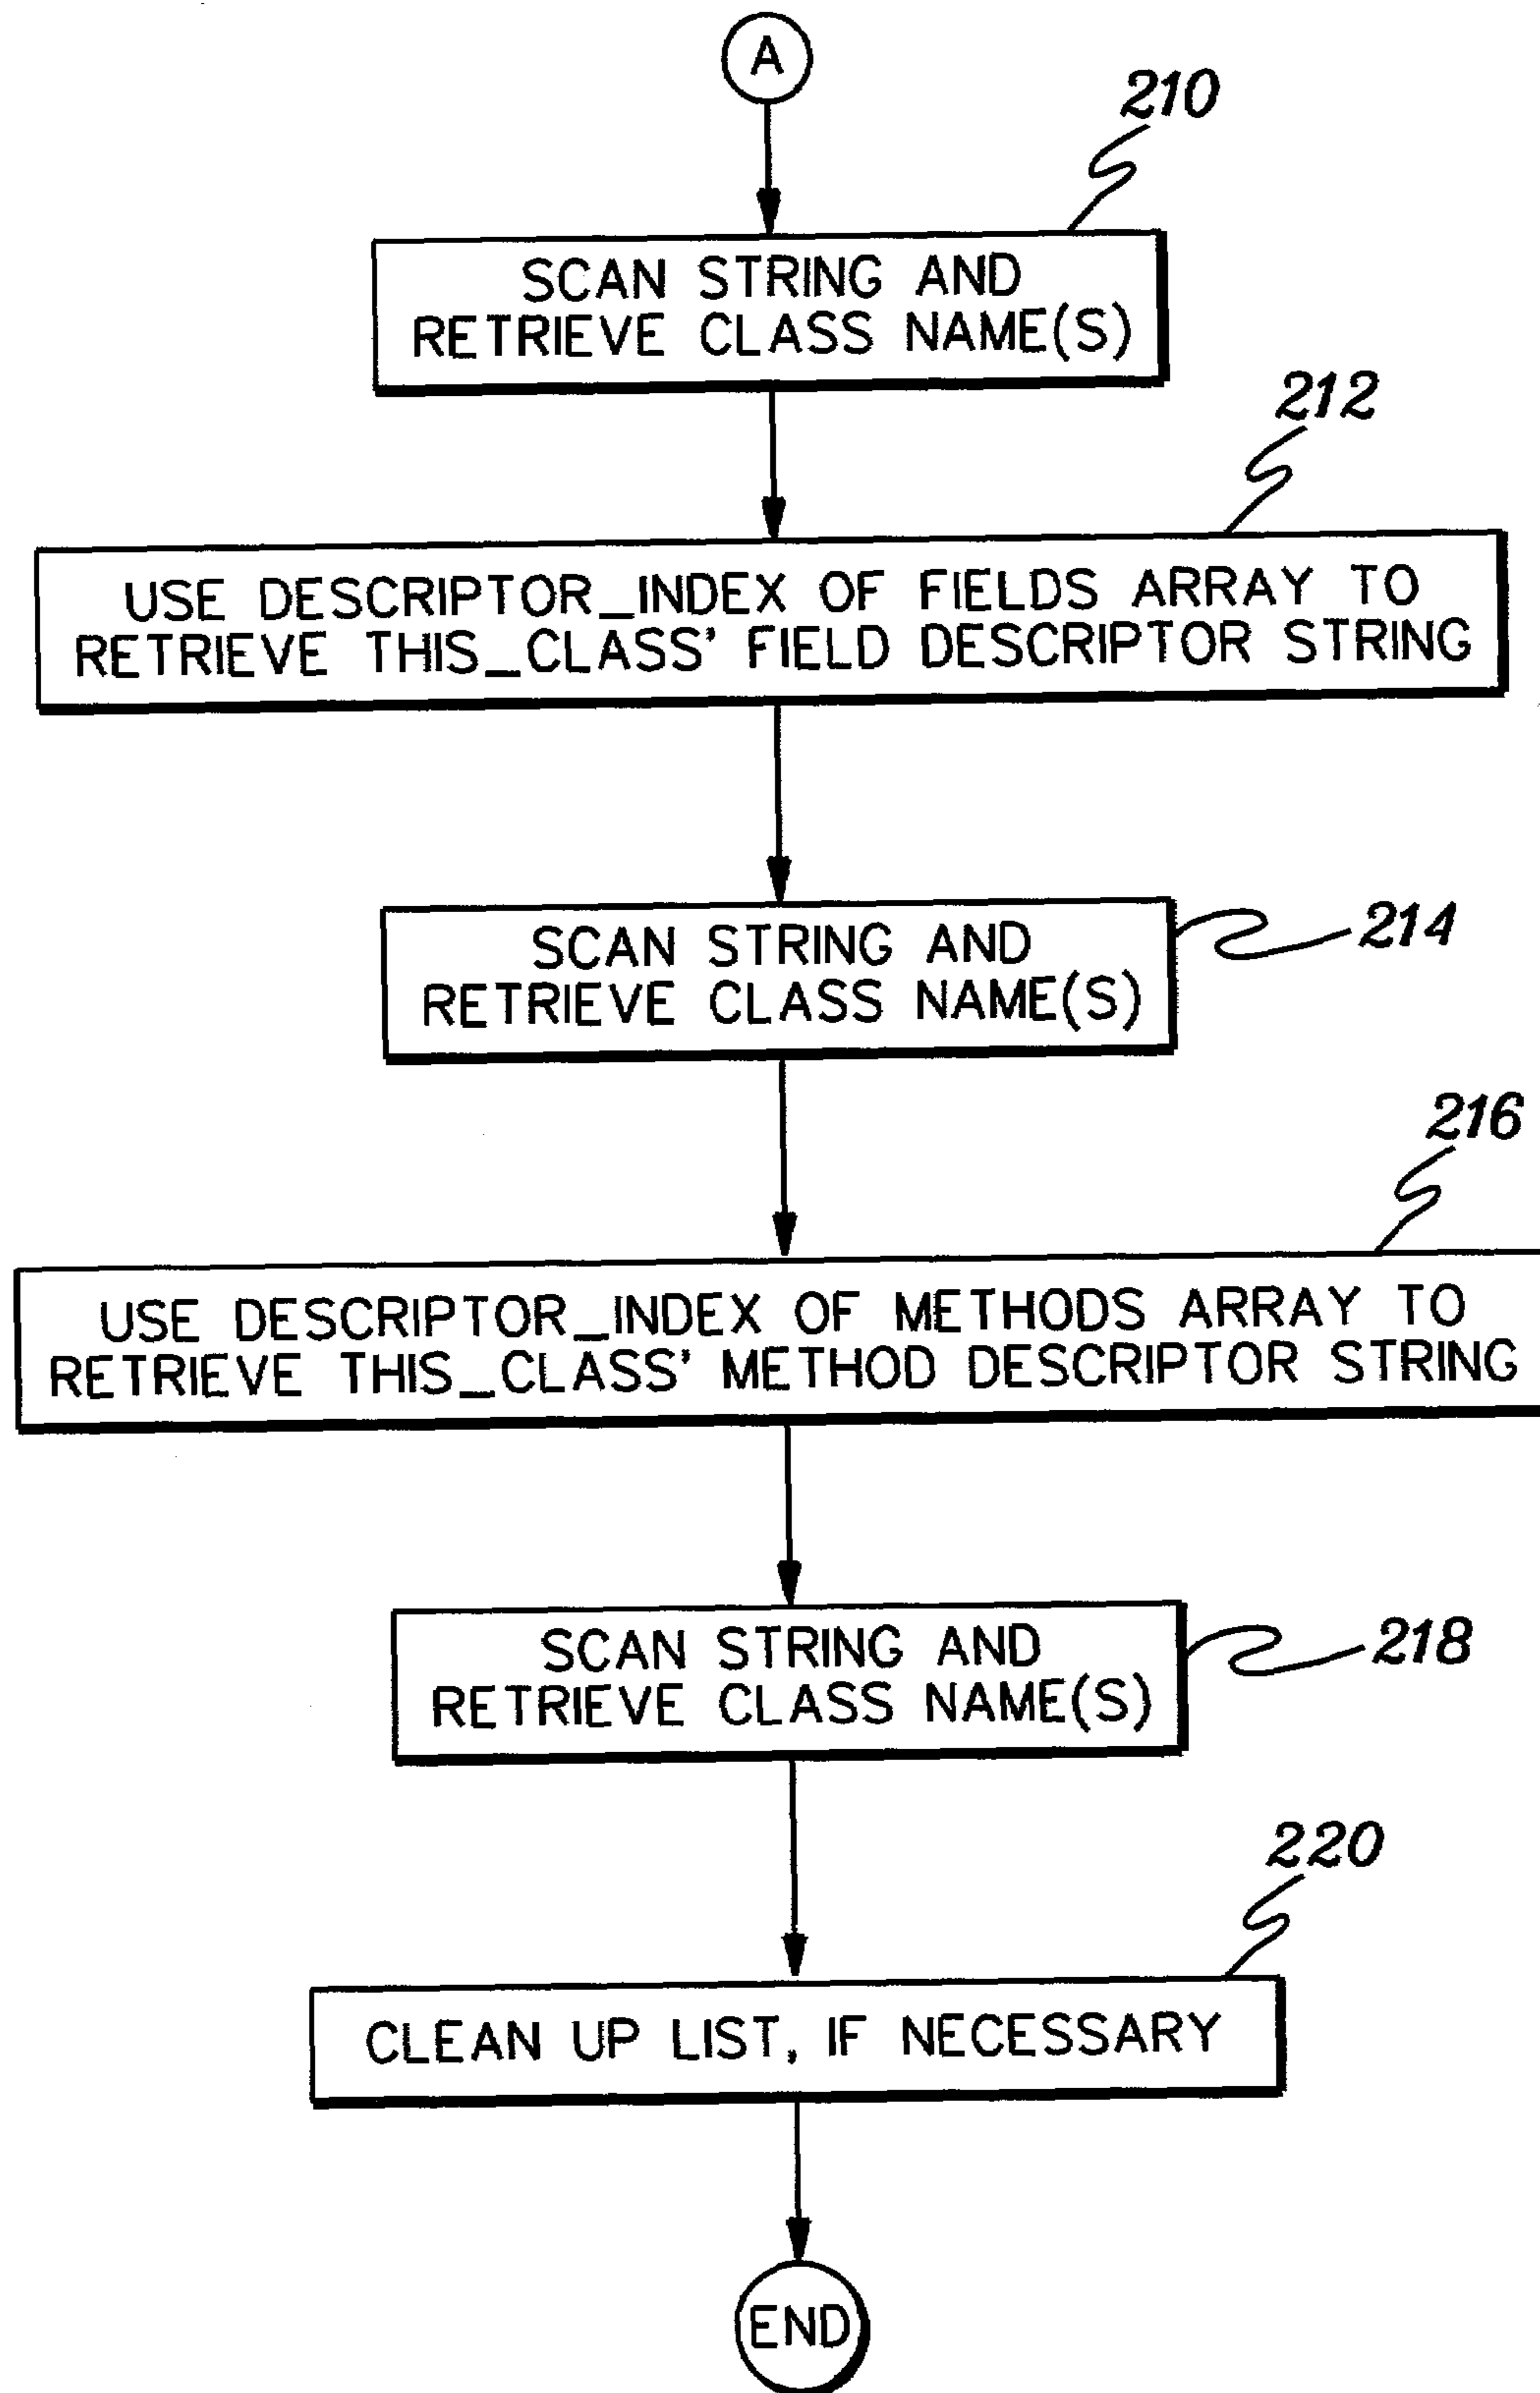 A
210
SCAN STRING AND
RETRIEVE CLASS NAME(S)
212
USE DESCRIPTOR_INDEX OF FIELDS ARRAY TO
RETRIEVE THIS_CLASS' FIELD DESCRIPTOR STRING
214
SCAN STRING AND
RETRIEVE CLASS NAME(S)
216
USE DESCRIPTOR_INDEX OF METHODS ARRAY TO
RETRIEVE THIS_CLASS' METHOD DESCRIPTOR STRING
218
SCAN STRING AND
RETRIEVE CLASS NAME(S)
220
CLEAN UP LIST, IF NECESSARY
END